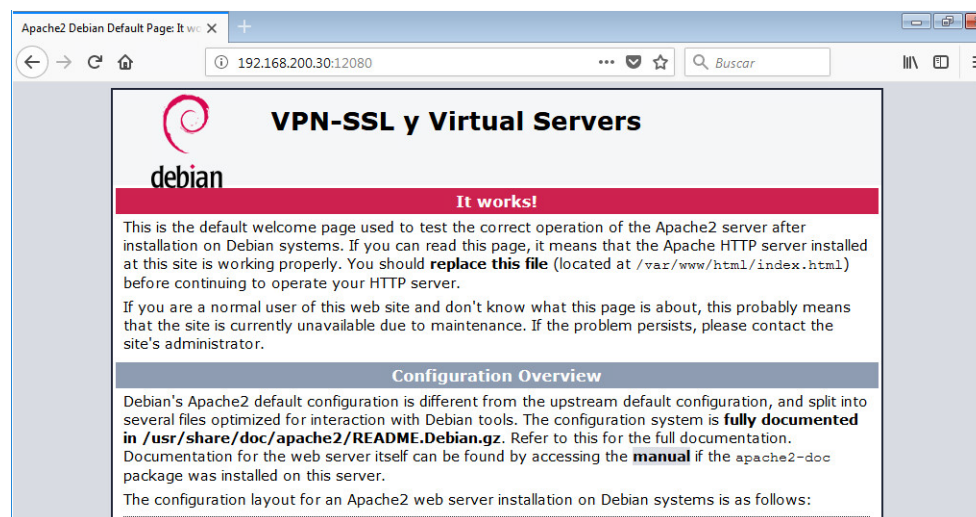 Apache2 Debian Default Page: It wo
192.168.200.30:12080
Buscar
debian
VPN-SSL y Virtual Servers
It works!
This is the default welcome page used to test the correct operation of the Apache2 server after
installation on Debian systems. If you can read this page, it means that the Apache HTTP server installed
at this site is working properly. You should replace this file (located at /var/www/html/index.html)
before continuing to operate your HTTP server.
If you are a normal user of this web site and don't know what this page is about, this probably means
that the site is currently unavailable due to maintenance. If the problem persists, please contact the
site's administrator.
Configuration Overview
Debian's Apache2 default configuration is different from the upstream default configuration, and split into
several files optimized for interaction with Debian tools. The configuration system is fully documented
in /usr/share/doc/apache2/README.Debian.gz. Refer to this for the full documentation.
Documentation for the web server itself can be found by accessing the manual if the apache2-doc
package was installed on this server.
The configuration layout for an Apache2 web server installation on Debian systems is as follows: